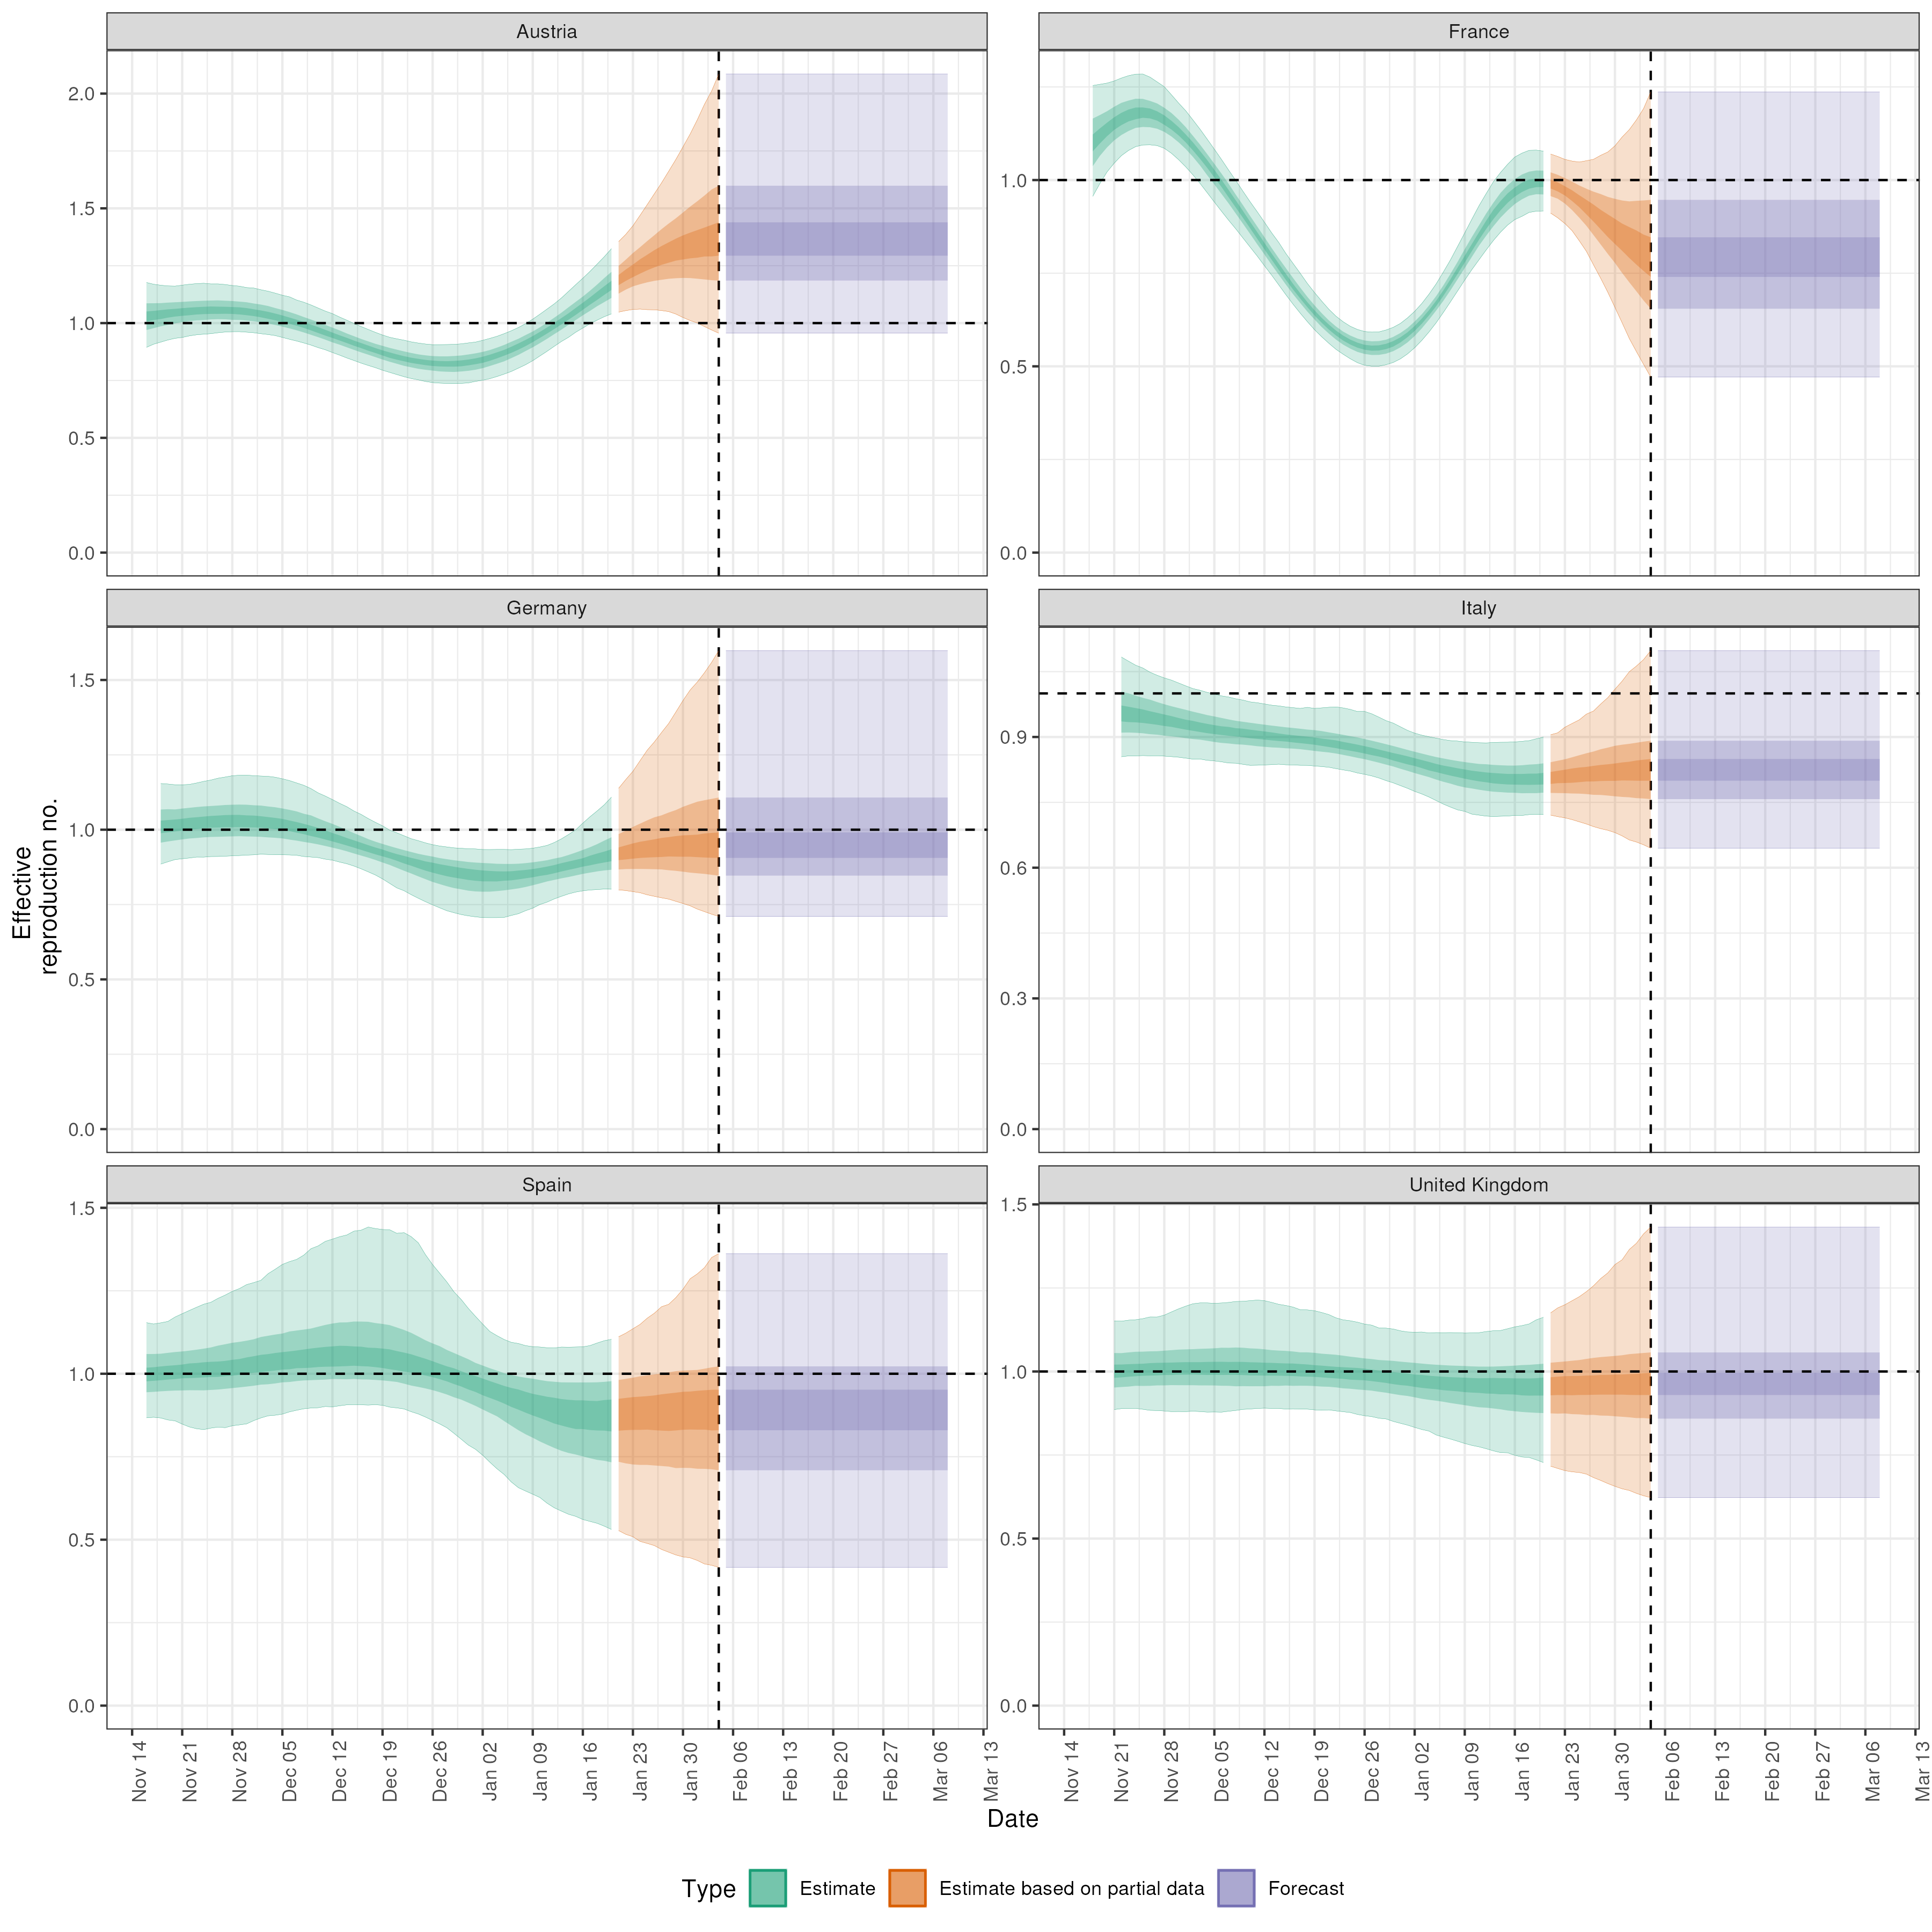 Austria
France
2.0
1.5
1.0
0.5
0.0
1.0
0.5
0.0
Germany
Italy
1.5
1.0
0.5
0.0
0.9
0.6
0.3
0.0
Effective
reproduction no.
Spain
United Kingdom
1.5
1.0
0.5
0.0
1.5
1.0
0.5
0.0
Nov 14
Nov 21
Nov 28
Dec 05
Dec 12
Dec 19
Dec 26
Jan 02
Jan 09
Jan 16
Jan 23
Jan 30
Feb 06
Feb 13
Feb 20
Feb 27
Mar 06
Mar 13
Nov 14
Nov 21
Nov 28
Dec 05
Dec 12
Dec 19
Dec 26
Jan 02
Jan 09
Jan 16
Jan 23
Jan 30
Feb 06
Feb 13
Feb 20
Feb 27
Mar 06
Mar 13
Date
Type Estimate Estimate based on partial data Forecast